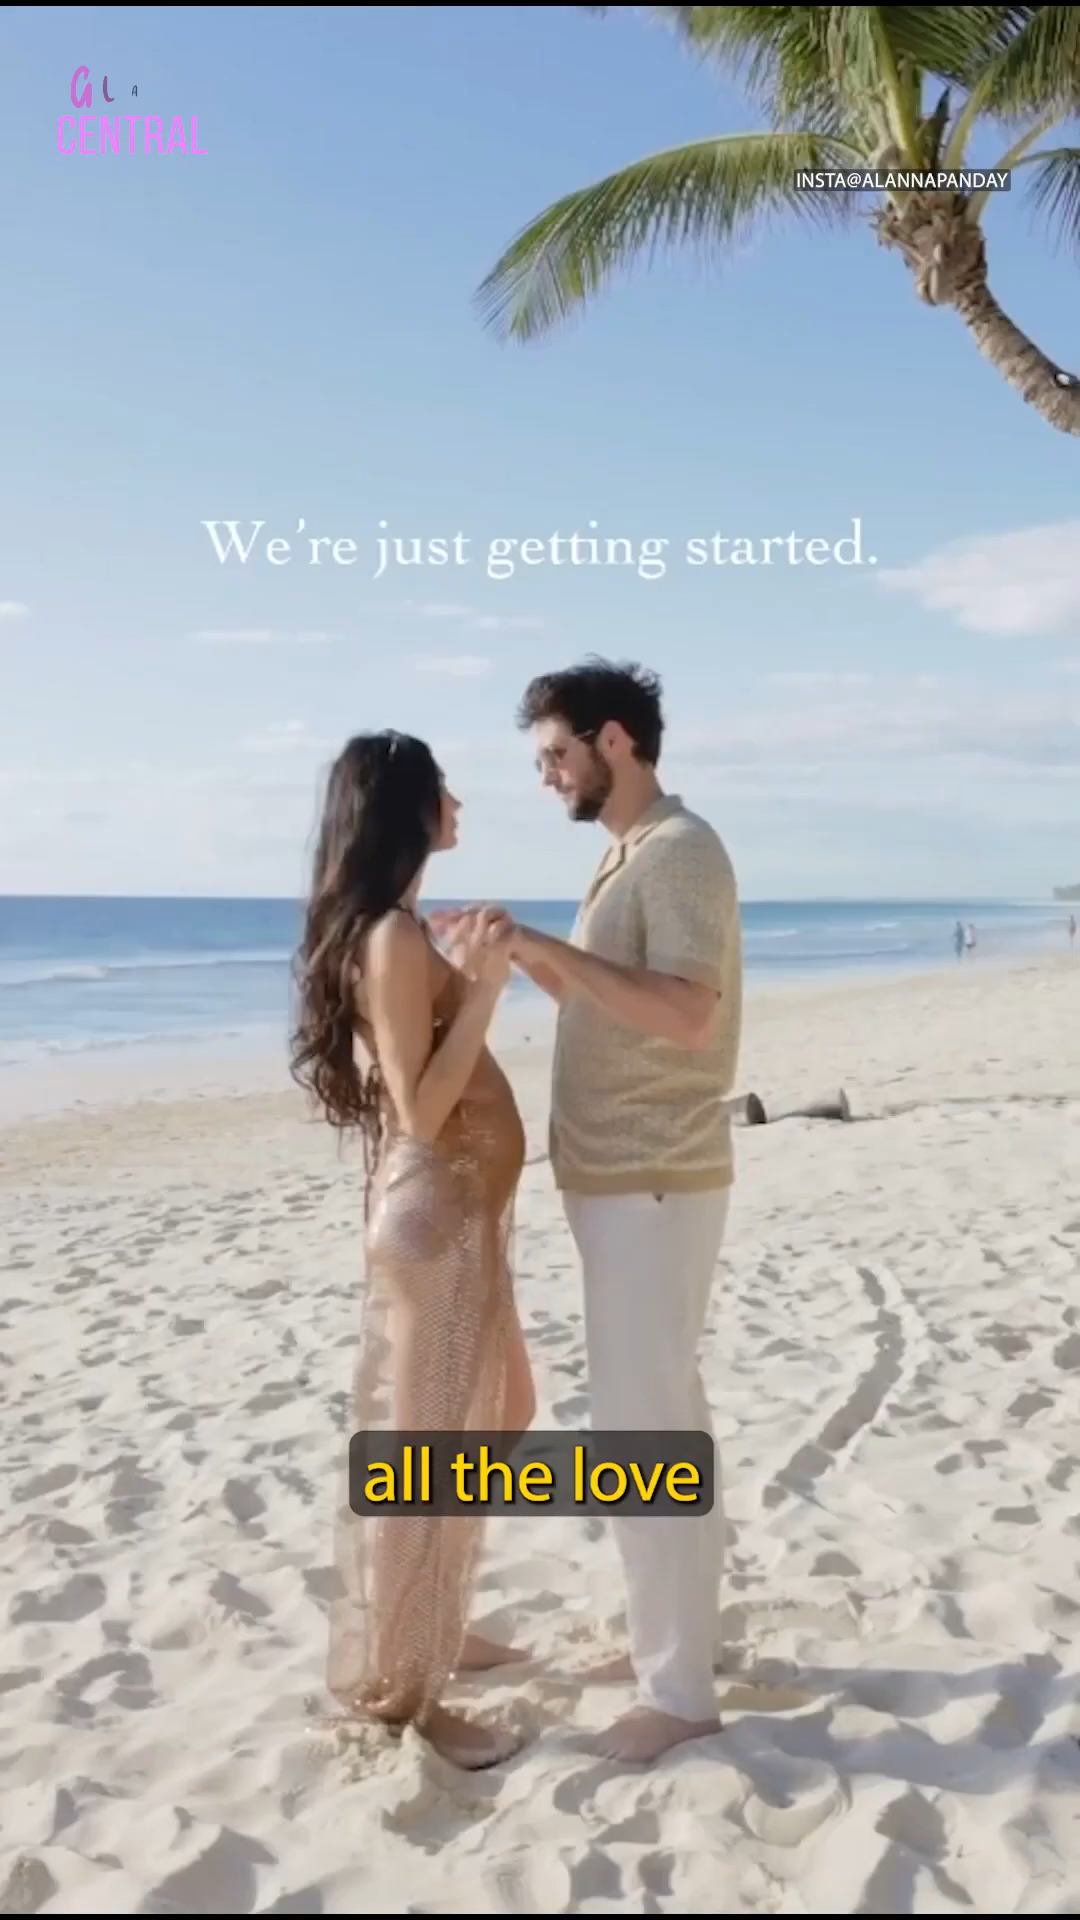 G L A
CENTRAL
INSTA@ALANNAPANDAY
We're just getting started.
all the love